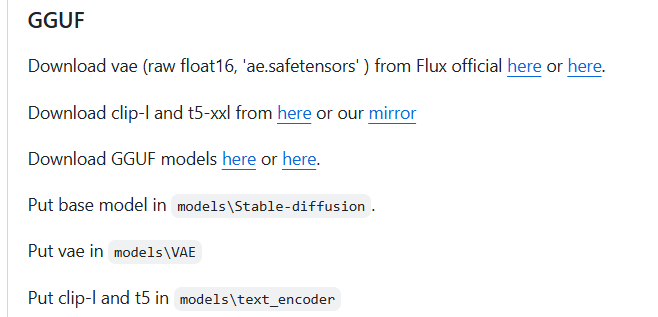 GGUF
Download vae (raw float16, 'ae.safetensors' ) from Flux official here or here.
Download clip-l and t5-xxl from here or our mirror
Download GGUF models here or here.
Put base model in models\Stable-diffusion.
Put vae in models\VAE
Put clip-l and t5 in models\text_encoder